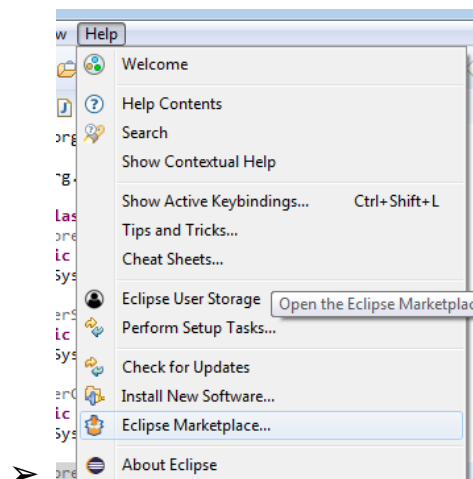 w Help
Welcome
Help Contents
Search
Show Contextual Help
Show Active Keybindings... Ctrl+Shift+L
Tips and Tricks...
Cheat Sheets...
Eclipse User Storage
Open the Eclipse Marketplac
Perform Setup Tasks...
Check for Updates
Install New Software...
Eclipse Marketplace...
About Eclipse